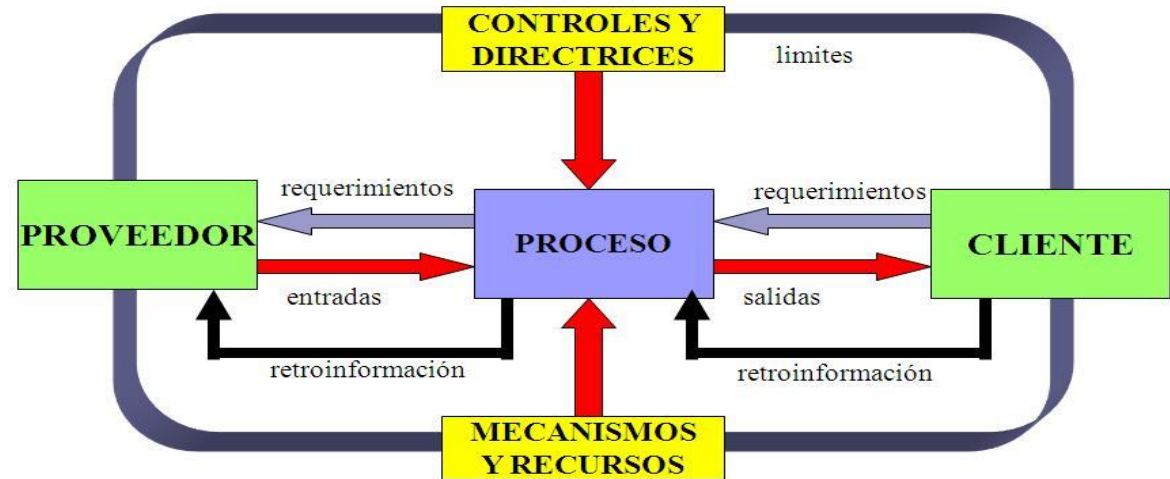 CONTROLES Y
DIRECTRICES
limites
requerimientos
requerimientos
PROVEEDOR
PROCESO
CLIENTE
entradas
salidas
retroinformación
retroinformación
MECANISMOS
Y RECURSOS